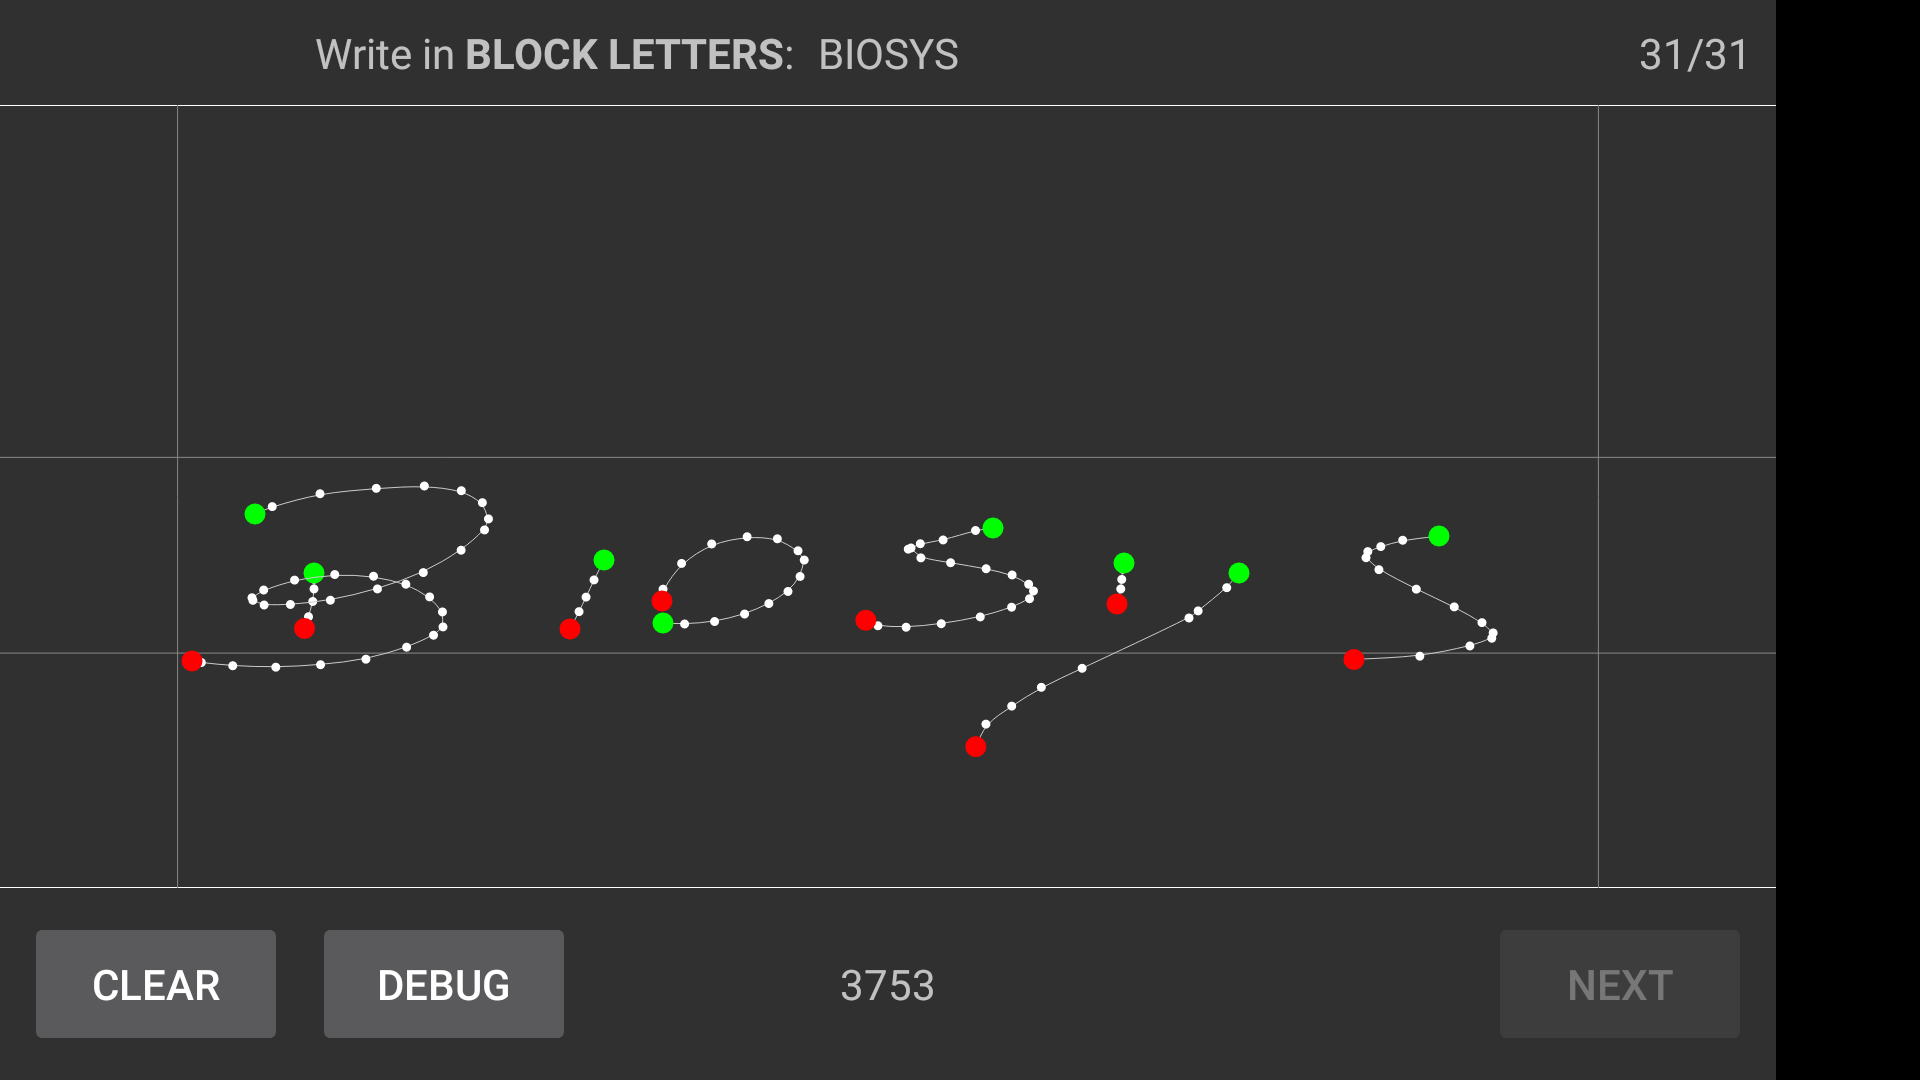 Write in BLOCK LETTERS: BIOSYS 31/31
BIOSYS
CLEAR DEBUG 3753 NEXT